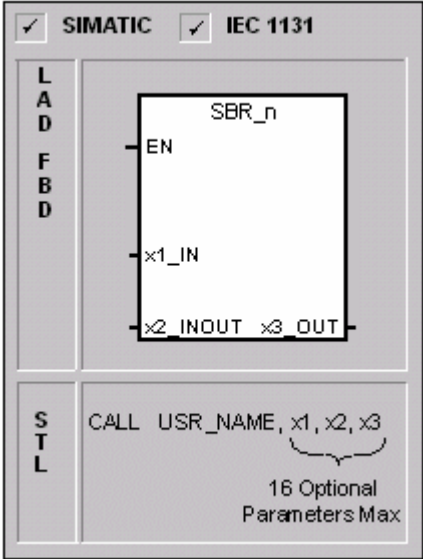 ✓ SIMATIC ✓ IEC 1131
L
A
D
F
B
D
SBR_n
EN
x1_IN
x2_INOUT x3_OUT
S
T
L
CALL USR_NAME, x1, x2, x3
16 Optional
Parameters Max